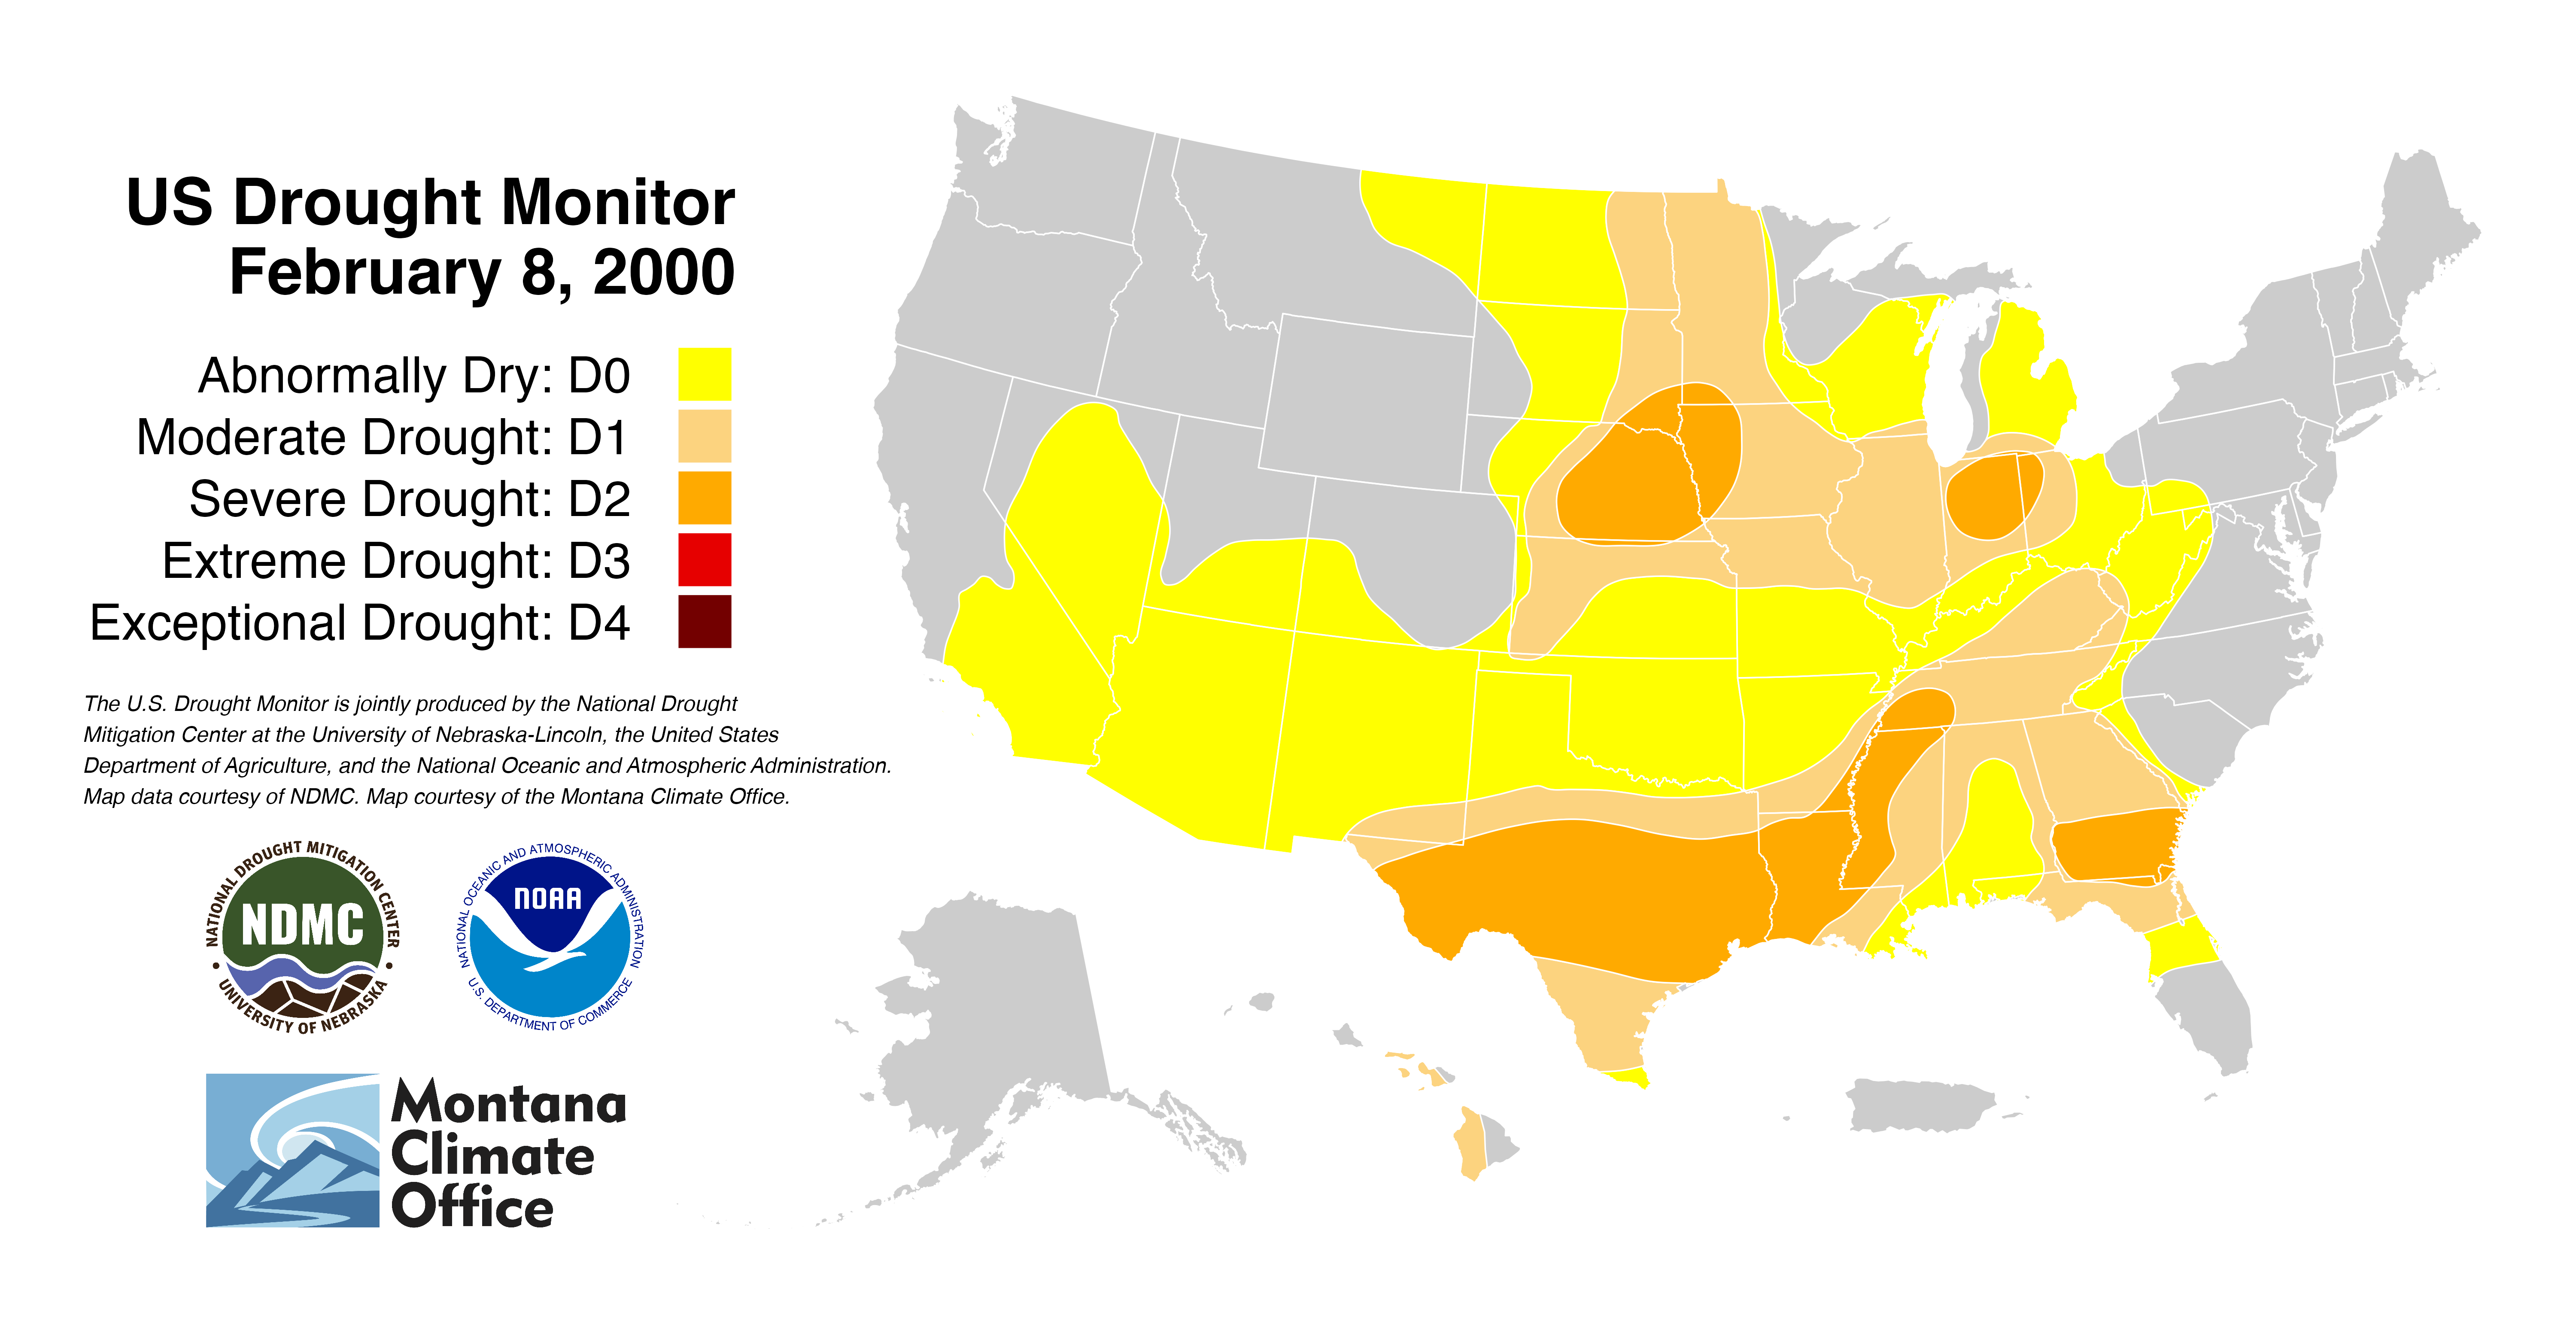 US Drought Monitor
February 8, 2000
Abnormally Dry: D0
Moderate Drought: D1
Severe Drought: D2
Extreme Drought: D3
Exceptional Drought: D4
The U.S. Drought Monitor is jointly produced by the National Drought
Mitigation Center at the University of Nebraska-Lincoln, the United States
Department of Agriculture, and the National Oceanic and Atmospheric Administration.
Map data courtesy of NDMC. Map courtesy of the Montana Climate Office.
NATIONAL DROUGHT MITIGATION CENTER
NDMC
• UNIVERSITY OF NEBRASKA •
NATIONAL OCEANIC AND ATMOSPHERIC ADMINISTRATION
NOAA
U.S. DEPARTMENT OF COMMERCE
Montana
Climate
Office